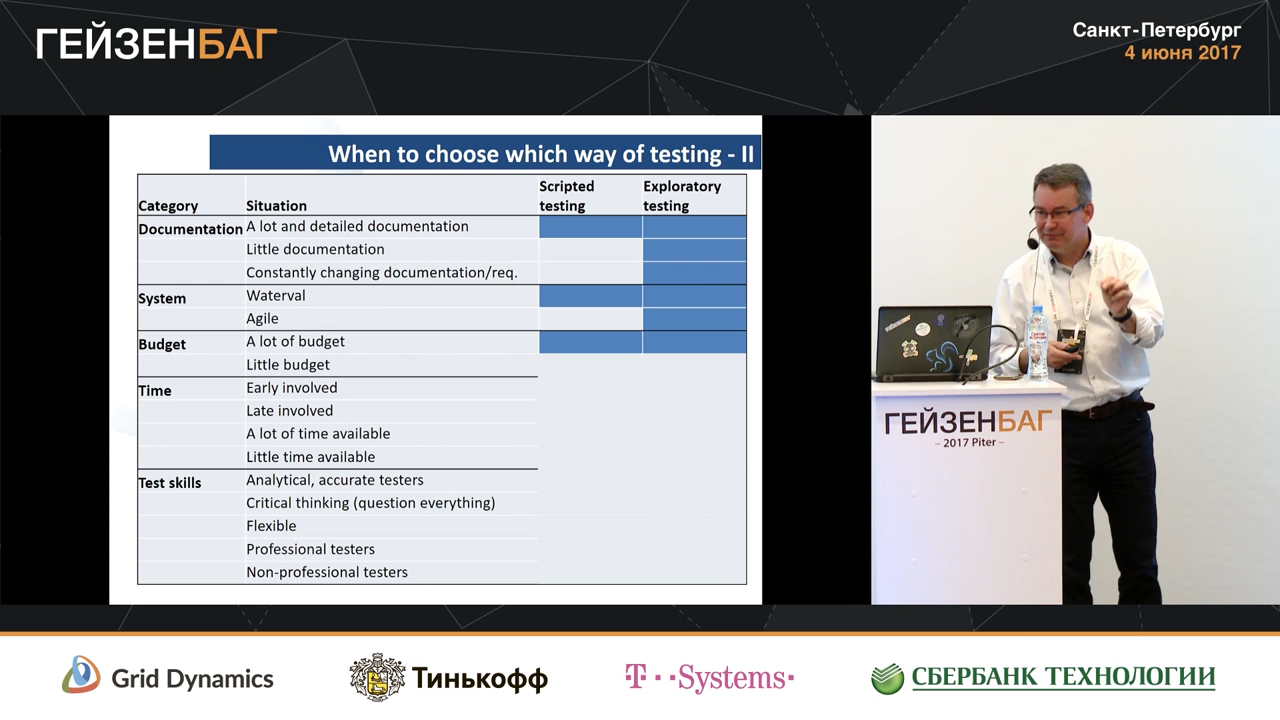 ГЕЙЗЕНБАГ
Санкт-Петербург
4 июня 2017
When to choose which way of testing - II
Category Situation Scripted testing Exploratory testing
Documentation A lot and detailed documentation
Little documentation
Constantly changing documentation/req.
System Waterval
Agile
Budget A lot of budget
Little budget
Time Early involved
Late involved
A lot of time available
Little time available
Test skills Analytical, accurate testers
Critical thinking (question everything)
Flexible
Professional testers
Non-professional testers
ГЕЙЗЕНБАГ
– 2017 Piter –
Grid Dynamics
Тинькофф
T··Systems·
СБЕРБАНК ТЕХНОЛОГИИ